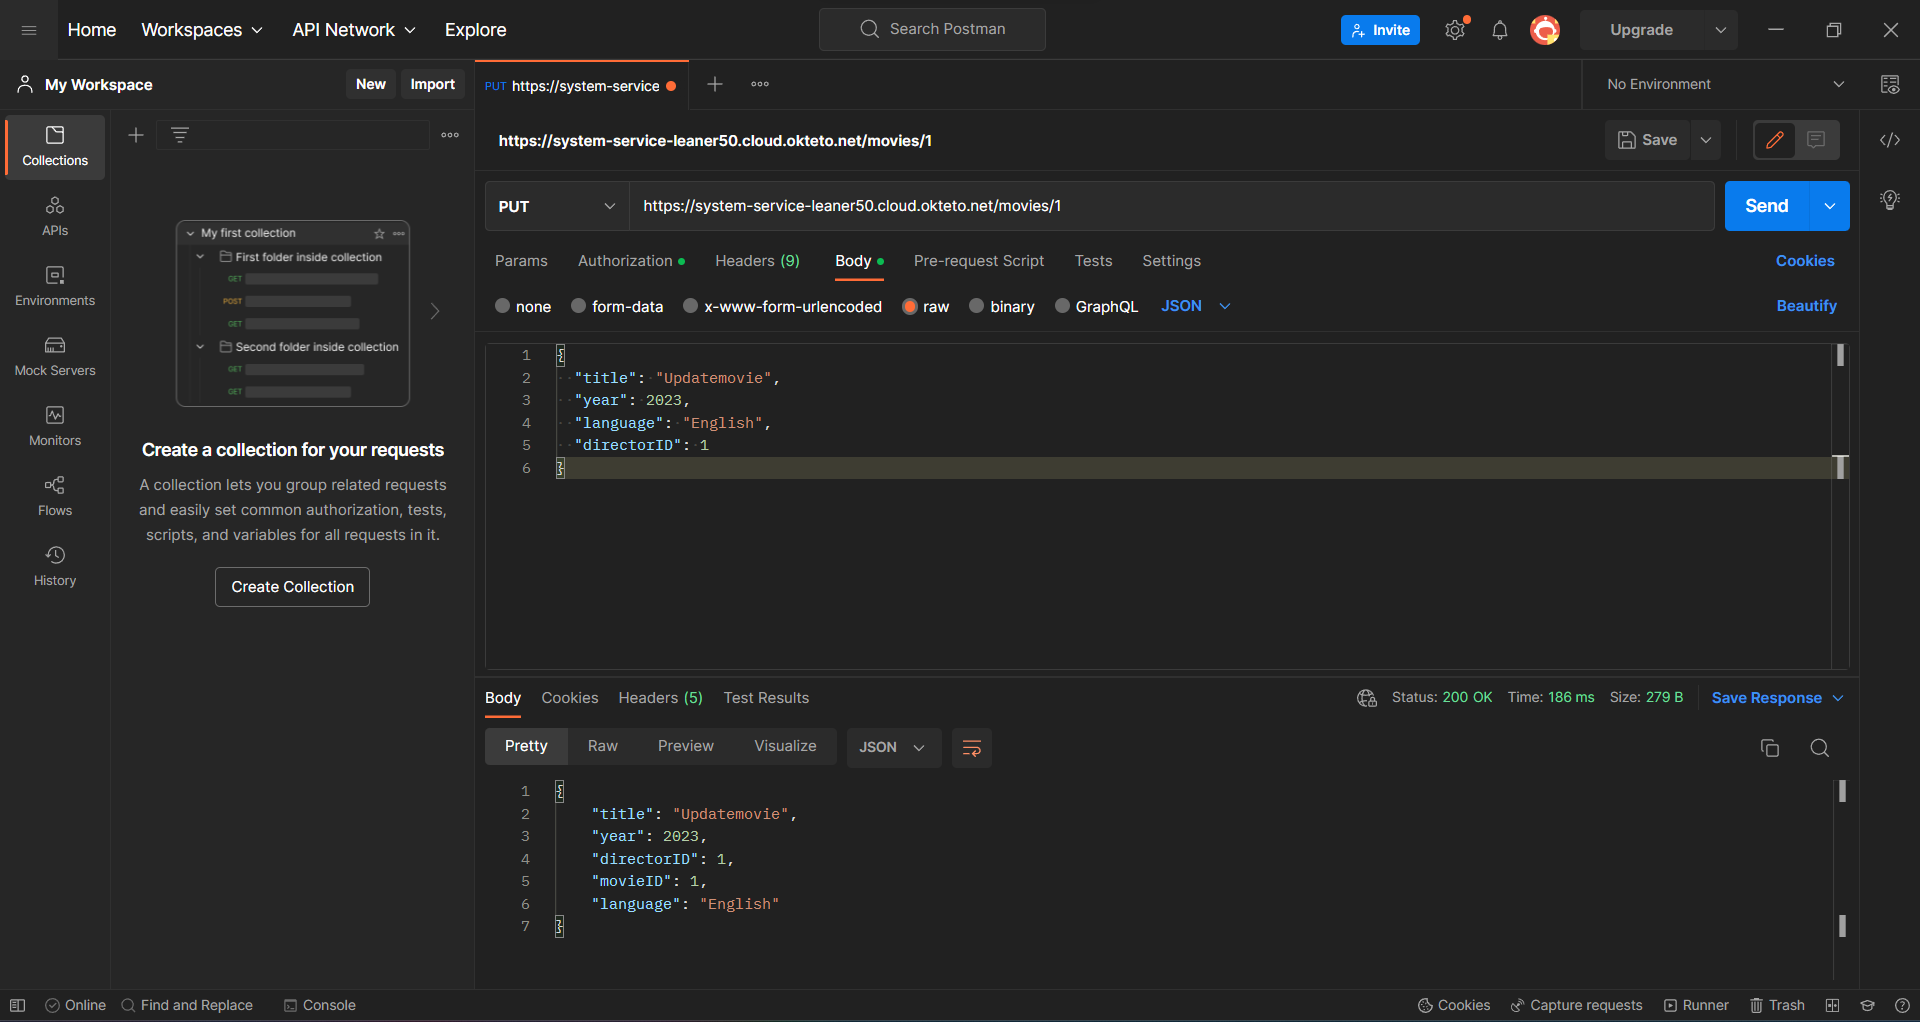 Home Workspaces API Network Explore Search Postman Invite Upgrade
My Workspace New Import PUT https://system-service No Environment
Collections
APIs
Environments
Mock Servers
Monitors
Flows
History
My first collection
First folder inside collection
GET
POST
GET
Second folder inside collection
GET
GET
Create a collection for your requests
A collection lets you group related requests
and easily set common authorization, tests,
scripts, and variables for all requests in it.
Create Collection
https://system-service-leaner50.cloud.okteto.net/movies/1 Save
PUT https://system-service-leaner50.cloud.okteto.net/movies/1 Send
Params Authorization Headers (9) Body Pre-request Script Tests Settings Cookies
none form-data x-www-form-urlencoded raw binary GraphQL JSON Beautify
1 {
2 "title": "Updatemovie",
3 "year": 2023,
4 "language": "English",
5 "directorID": 1
6 }
Body Cookies Headers (5) Test Results Status: 200 OK Time: 186 ms Size: 279 B Save Response
Pretty Raw Preview Visualize JSON
1 {
2 "title": "Updatemovie",
3 "year": 2023,
4 "directorID": 1,
5 "movieID": 1,
6 "language": "English"
7 }
Online Find and Replace Console Cookies Capture requests Runner Trash